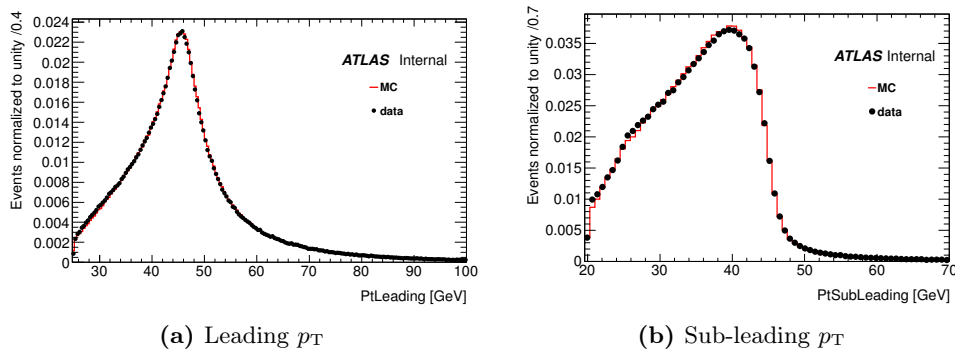 Events normalized to unity /0.4
0.024
0.022
0.02
0.018
0.016
0.014
0.012
0.01
0.008
0.006
0.004
0.002
0
ATLAS Internal
MC
data
30 40 50 60 70 80 90 100
PtLeading [GeV]
(a) Leading pT
Events normalized to unity /0.7
0.035
0.03
0.025
0.02
0.015
0.01
0.005
0
ATLAS Internal
MC
data
20 30 40 50 60 70
PtSubLeading [GeV]
(b) Sub-leading pT